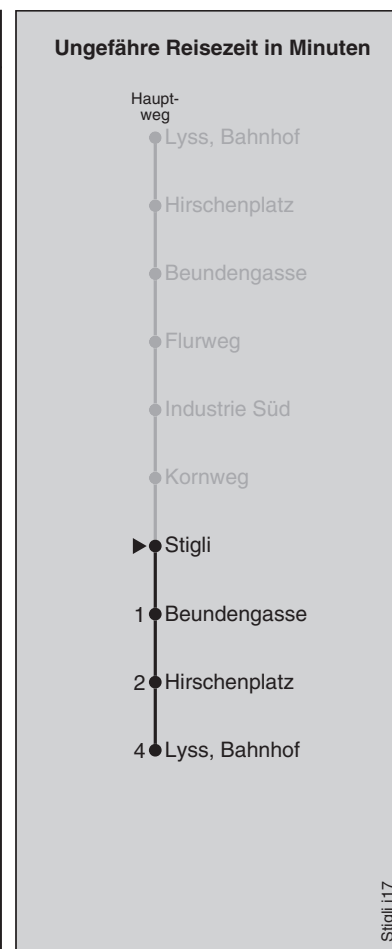 Ungefähre Reisezeit in Minuten
Haupt-
weg
Lyss, Bahnhof
Hirschenplatz
Beundengasse
Flurweg
Industrie Süd
Kornweg
Stigli
1 Beundengasse
2 Hirschenplatz
4 Lyss, Bahnhof
Stigli j17